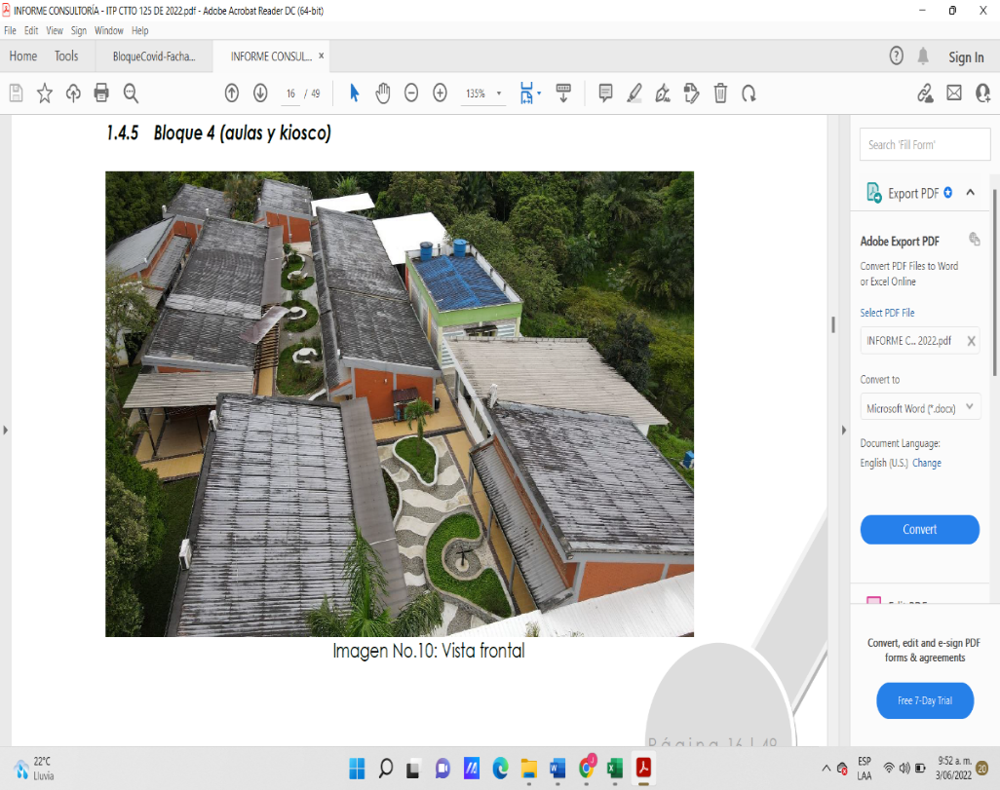 INFORME CONSULTORÍA - ITP CTTO 125 DE 2022.pdf - Adobe Acrobat Reader DC (64-bit)
File Edit View Sign Window Help
Home Tools BloqueCovid-Facha... INFORME CONSUL... ×
Sign In
16 / 49
135%
1.4.5 Bloque 4 (aulas y kiosco)
Imagen No.10: Vista frontal
Página 16 | 49
Search 'Fill Form'
Export PDF
Adobe Export PDF
Convert PDF Files to Word
or Excel Online
Select PDF File
INFORME C... 2022.pdf X
Convert to
Microsoft Word (*.docx)
Document Language:
English (U.S.) Change
Convert
Convert, edit and e-sign PDF
forms & agreements
Free 7-Day Trial
22°C
Lluvia
ESP
LAA
9:52 a. m.
3/06/2022
20